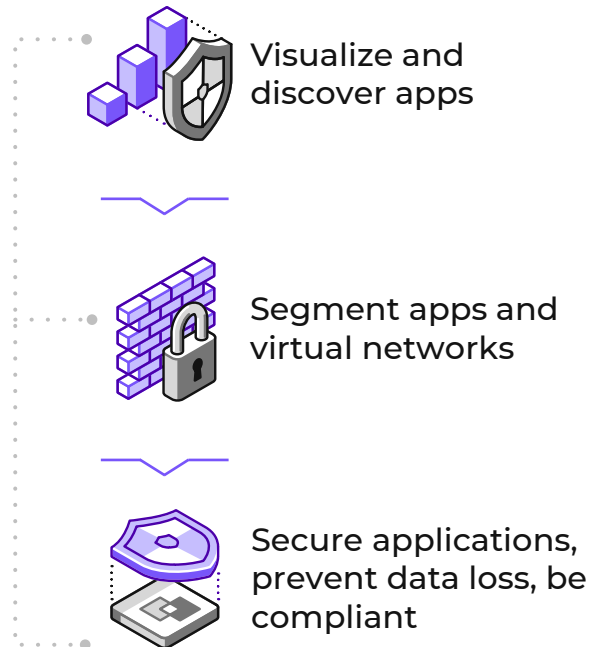 Visualize and
discover apps
Segment apps and
virtual networks
Secure applications,
prevent data loss, be
compliant